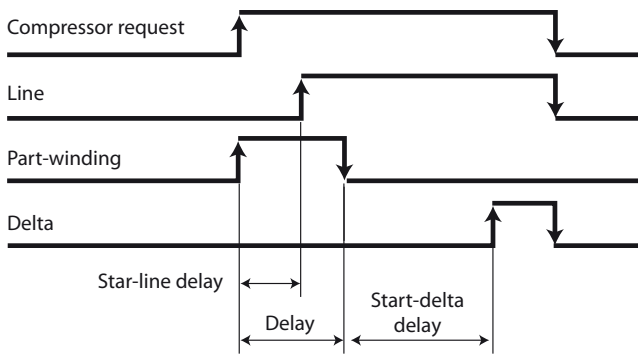 Compressor request
Line
Part-winding
Delta
Star-line delay
Delay
Start-delta
delay